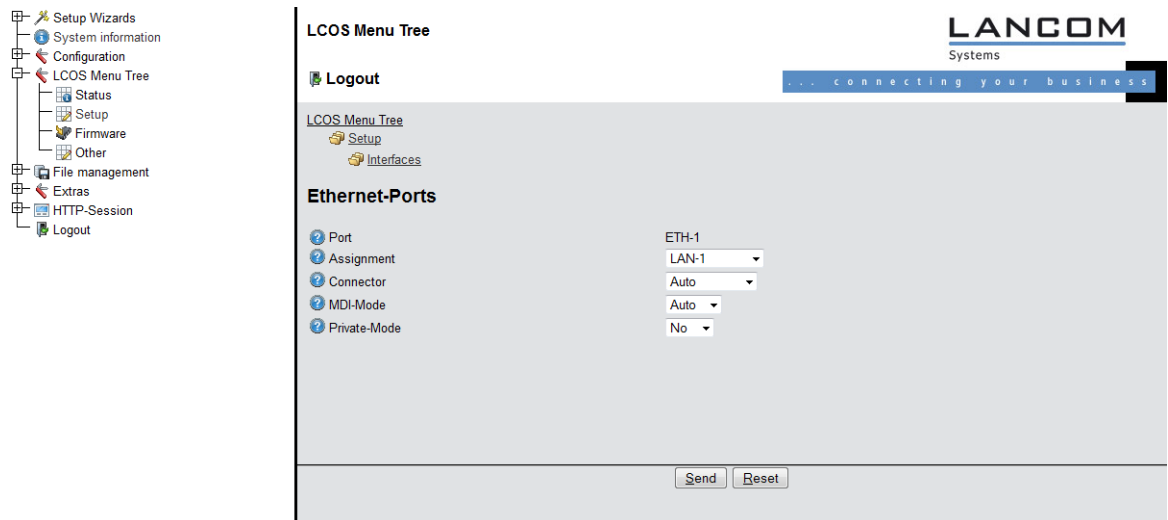 Setup Wizards
System information
Configuration
LCOS Menu Tree
Status
Setup
Firmware
Other
File management
Extras
HTTP-Session
Logout
LCOS Menu Tree
LANCOM
Systems
Logout
... connecting your business
LCOS Menu Tree
Setup
Interfaces
Ethernet-Ports
Port ETH-1
Assignment LAN-1
Connector Auto
MDI-Mode Auto
Private-Mode No
Send Reset